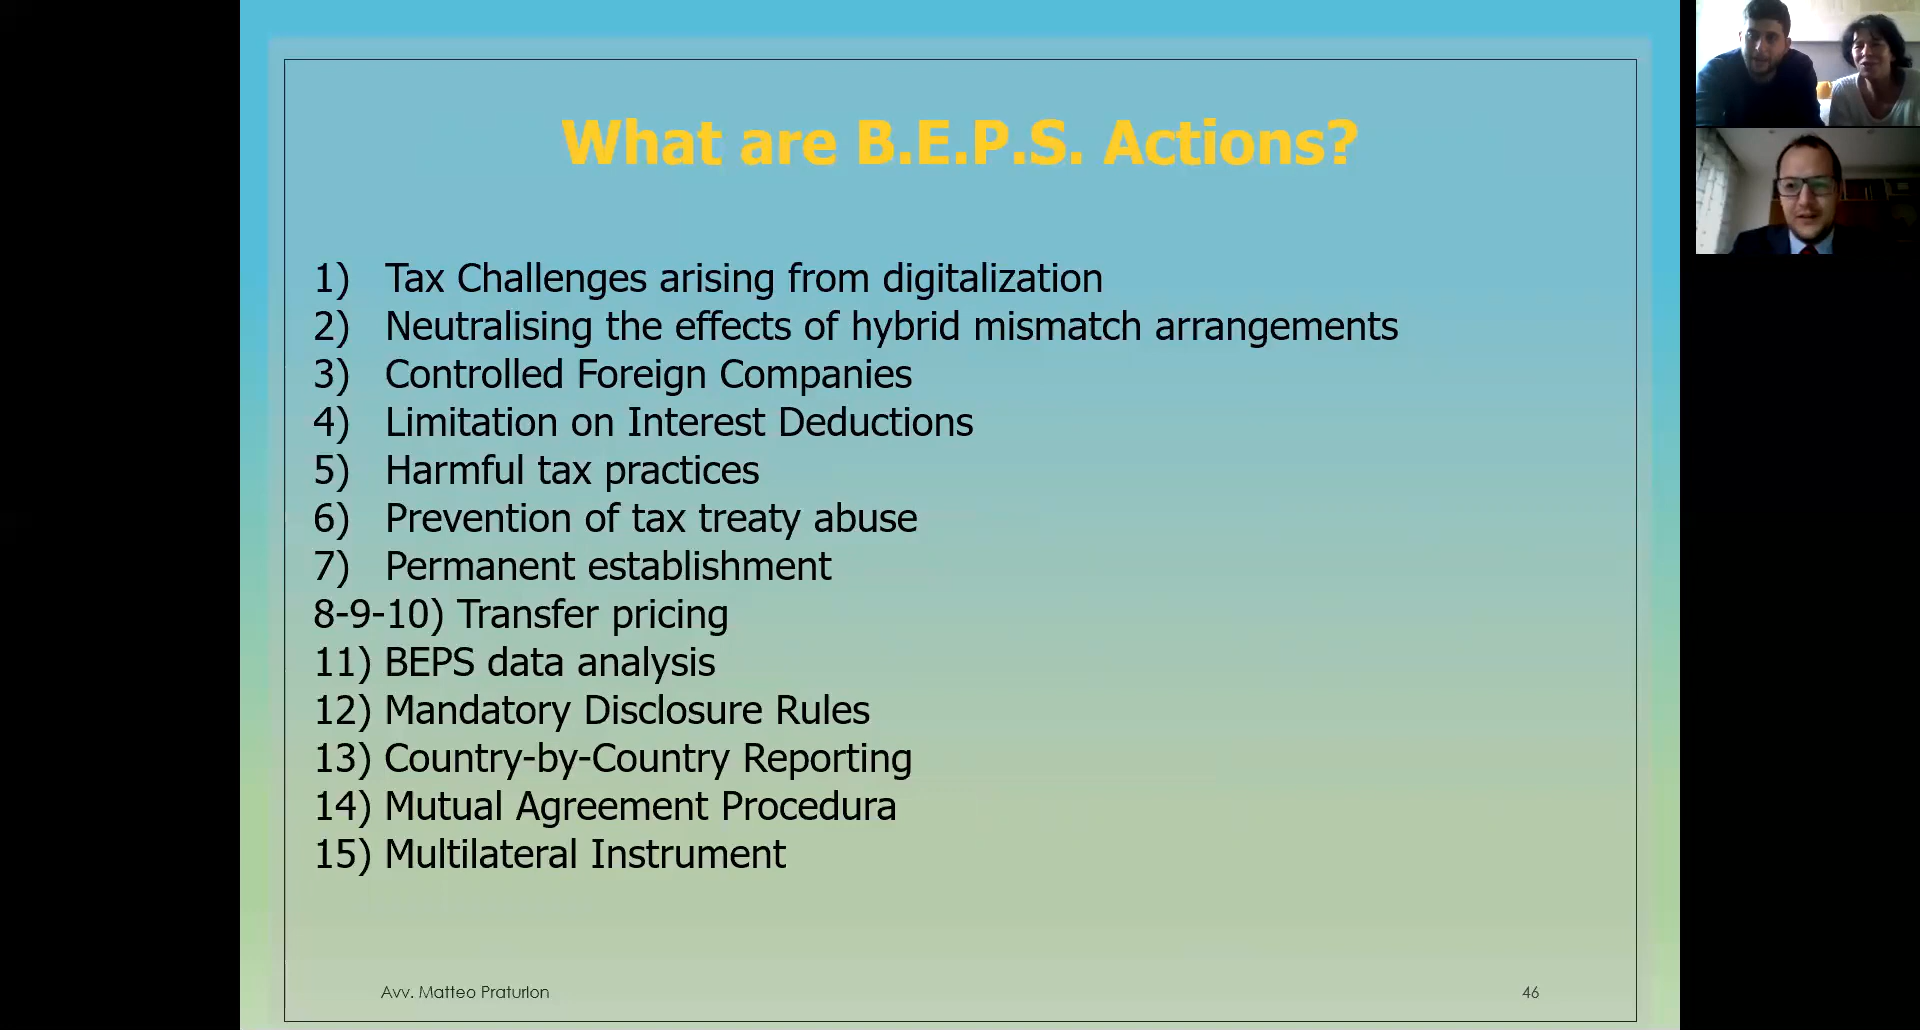 What are B.E.P.S. Actions?
1) Tax Challenges arising from digitalization
2) Neutralising the effects of hybrid mismatch arrangements
3) Controlled Foreign Companies
4) Limitation on Interest Deductions
5) Harmful tax practices
6) Prevention of tax treaty abuse
7) Permanent establishment
8-9-10) Transfer pricing
11) BEPS data analysis
12) Mandatory Disclosure Rules
13) Country-by-Country Reporting
14) Mutual Agreement Procedura
15) Multilateral Instrument
Avv. Matteo Praturlon
46